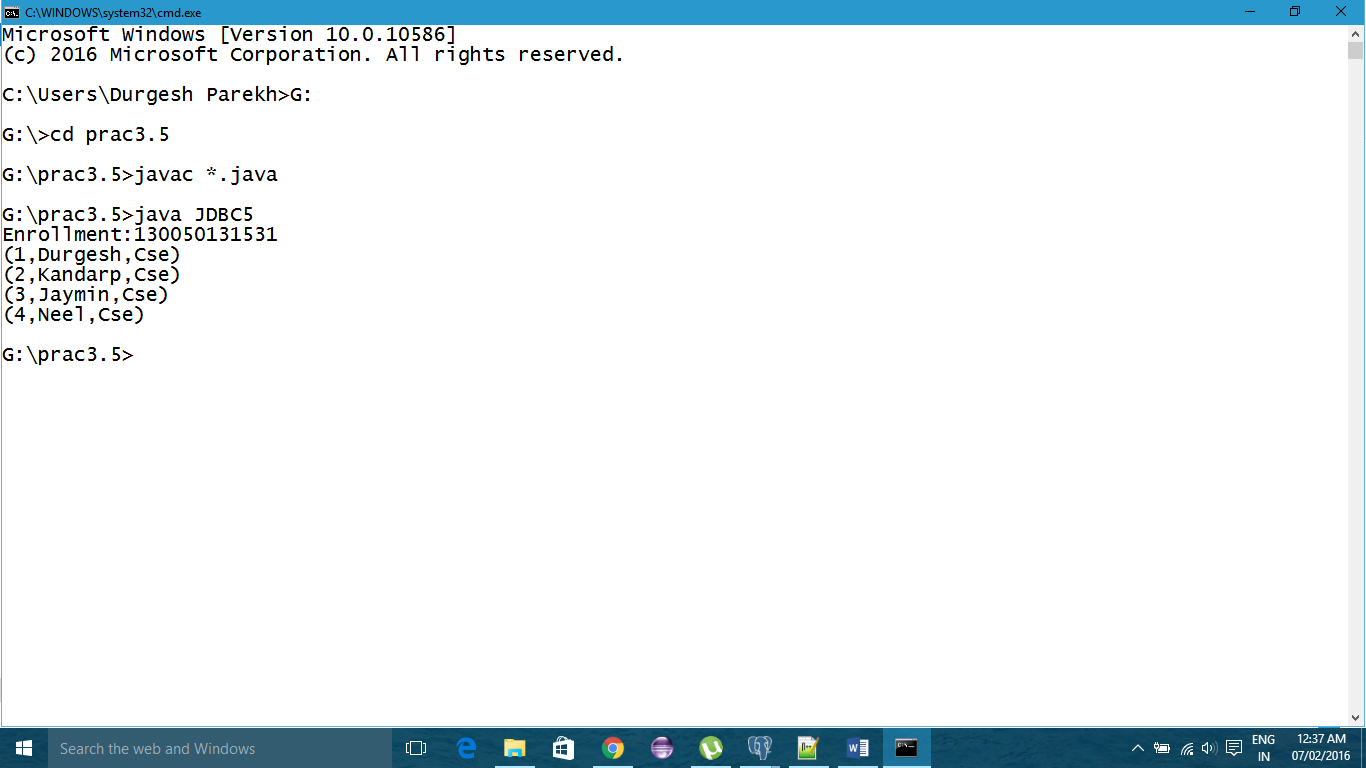 C:\WINDOWS\system32\cmd.exe
Microsoft Windows [Version 10.0.10586]
(c) 2016 Microsoft Corporation. All rights reserved.
C:\Users\Durgesh Parekh>G:
G:\>cd prac3.5
G:\prac3.5>javac *.java
G:\prac3.5>java JDBC5
Enrollment:130050131531
(1,Durgesh,Cse)
(2,Kandarp,Cse)
(3,Jaymin,Cse)
(4,Neel,Cse)
G:\prac3.5>
Search the web and Windows
ENG
IN
12:37 AM
07/02/2016